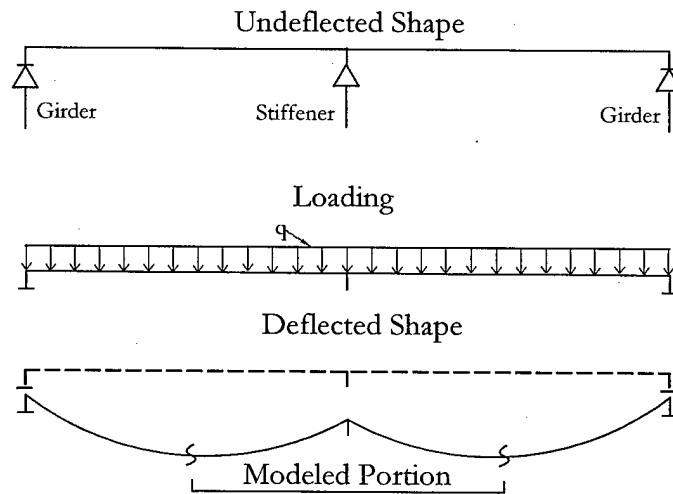 Undeflected Shape
Girder
Stiffener
Girder
Loading
q
Deflected Shape
Modeled Portion